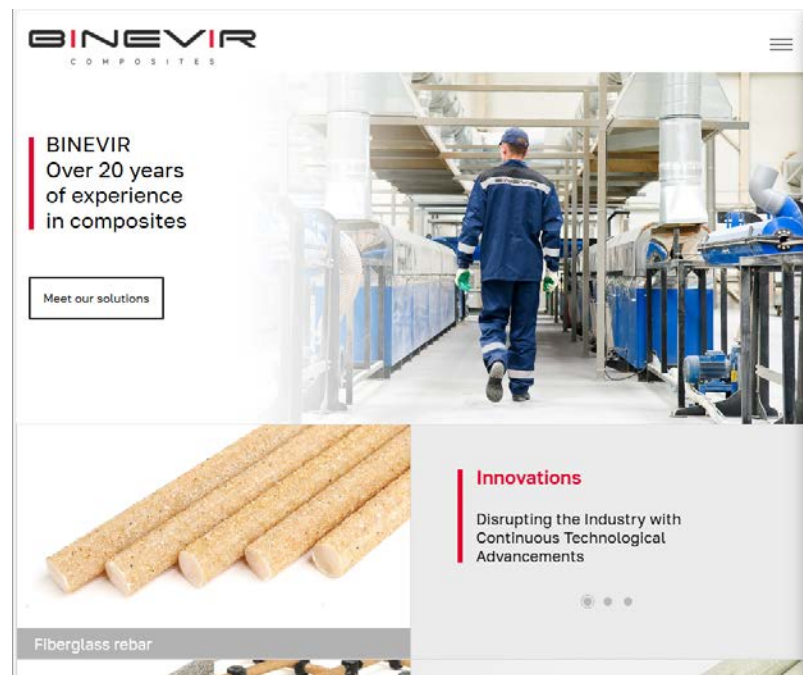 BINEVIR
COMPOSITES
BINEVIR
Over 20 years
of experience
in composites
Meet our solutions
BINEVIR
Innovations
Disrupting the Industry with
Continuous Technological
Advancements
Fiberglass rebar